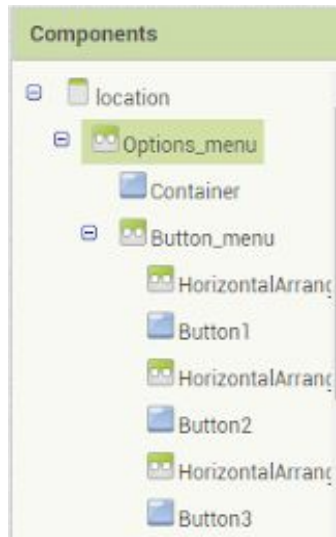 Components
location
Options_menu
Container
Button_menu
HorizontalArrang
Button1
HorizontalArrang
Button2
HorizontalArrang
Button3